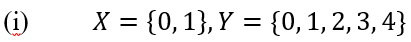 (i) X = {0, 1}, Y = {0, 1, 2, 3, 4}